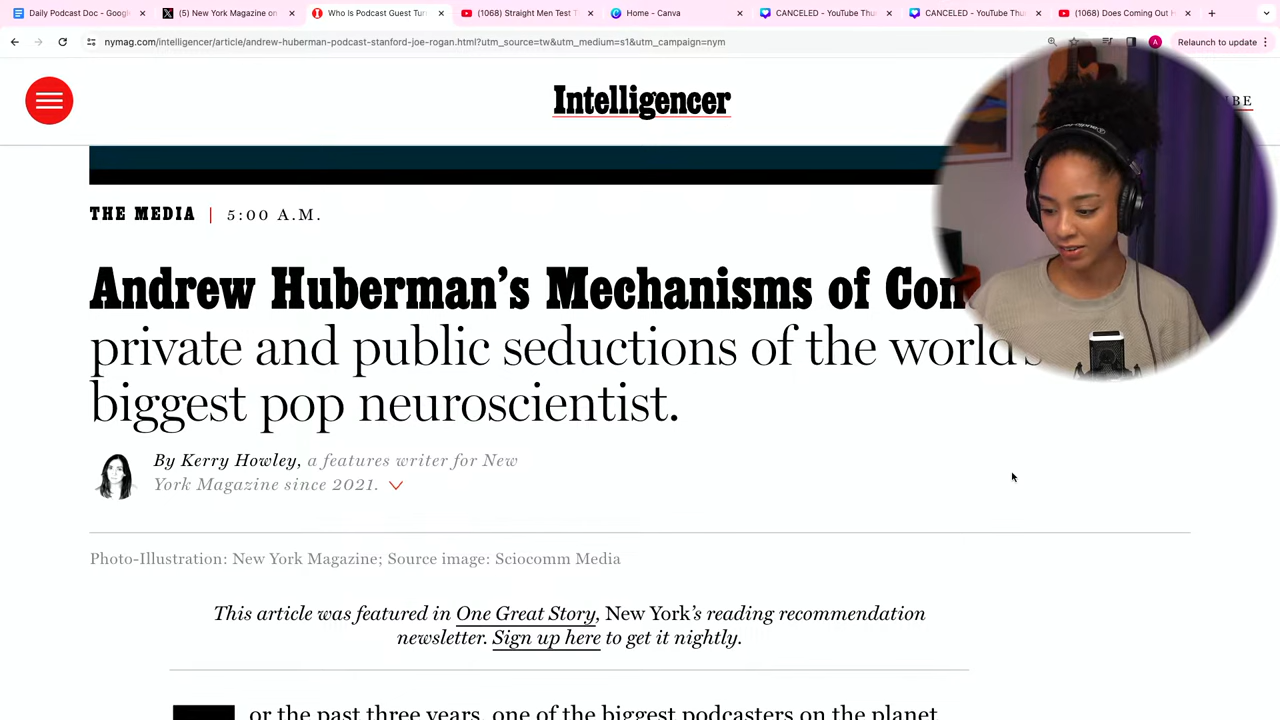 Daily Podcast Doc - Googl
(5) New York Magazine on
Who Is Podcast Guest Tur
(1068) Straight Men Test T
Home - Canva
CANCELED - YouTube Thu
CANCELED - YouTube Thu
(1068) Does Coming Out H
nymag.com/intelligencer/article/andrew-huberman-podcast-stanford-joe-rogan.html?utm_source=tw&utm_medium=s1&utm_campaign=nym
A
Relaunch to update
Intelligencer
BE
THE MEDIA | 5:00 A.M.
Andrew Huberman's Mechanisms of Con
private and public seductions of the world's
biggest pop neuroscientist.
By Kerry Howley, a features writer for New
York Magazine since 2021.
Photo-Illustration: New York Magazine; Source image: Sciocomm Media
This article was featured in One Great Story, New York's reading recommendation
newsletter. Sign up here to get it nightly.
or the past three years, one of the biggest podcasters on the planet